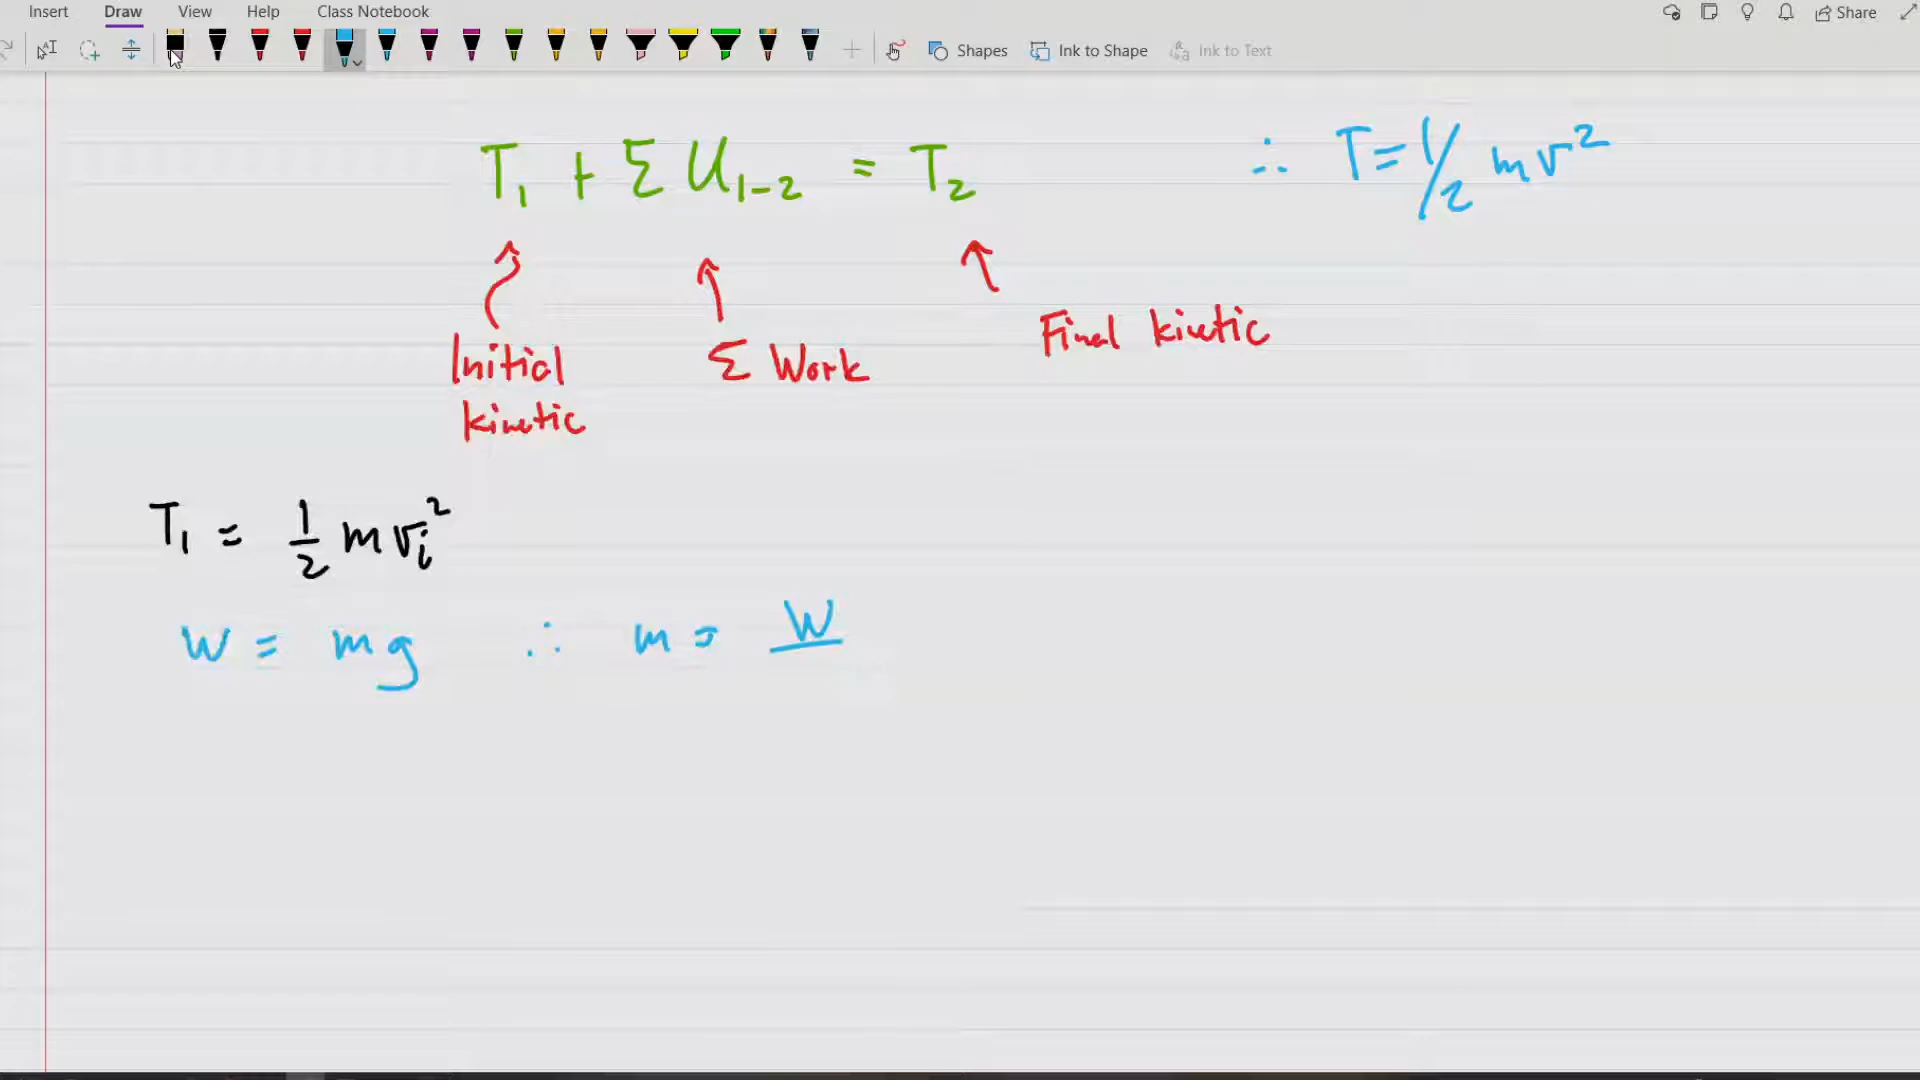 Insert Draw View Help Class Notebook Share
Shapes Ink to Shape Ink to Text
T₁ + Σ U₁₋₂ = T₂ ∴ T = 1/2 mv²
Initial kinetic
Σ Work
Final kinetic
T₁ = 1/2 m vᵢ²
W = mg ∴ m = W